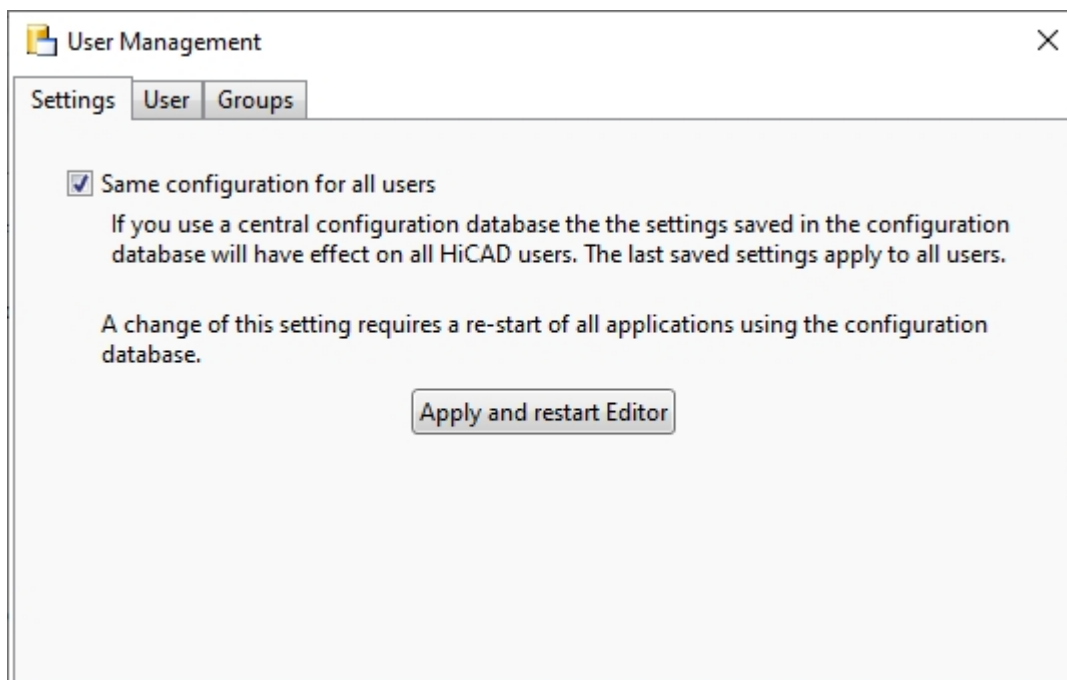 User Management
Settings User Groups
Same configuration for all users
If you use a central configuration database the the settings saved in the configuration
database will have effect on all HiCAD users. The last saved settings apply to all users.
A change of this setting requires a re-start of all applications using the configuration
database.
Apply and restart Editor